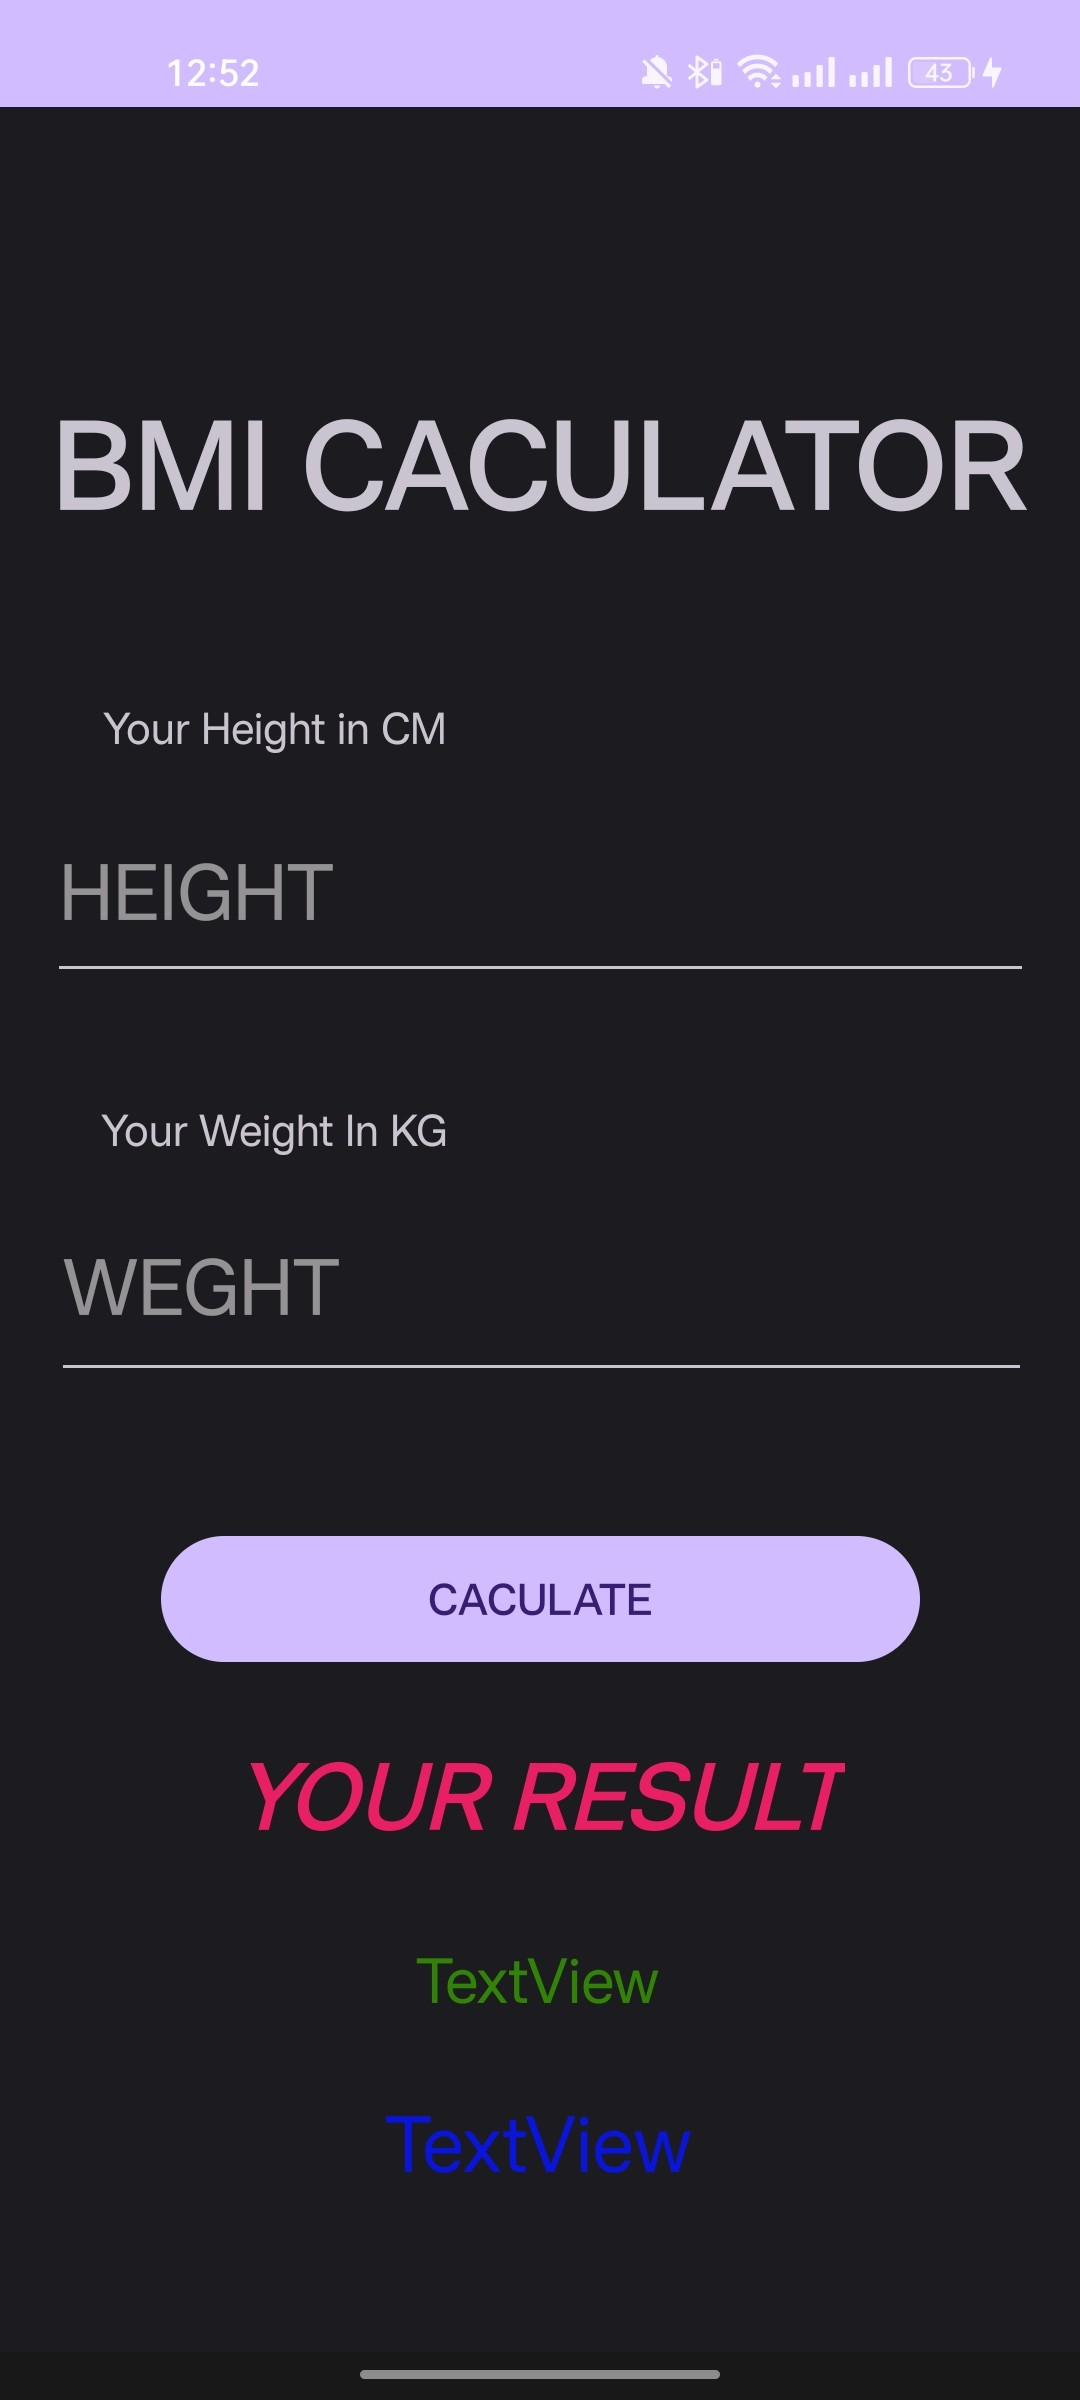 12:52 43
BMI CACULATOR
Your Height in CM
HEIGHT
Your Weight In KG
WEGHT
CACULATE
YOUR RESULT
TextView
TextView